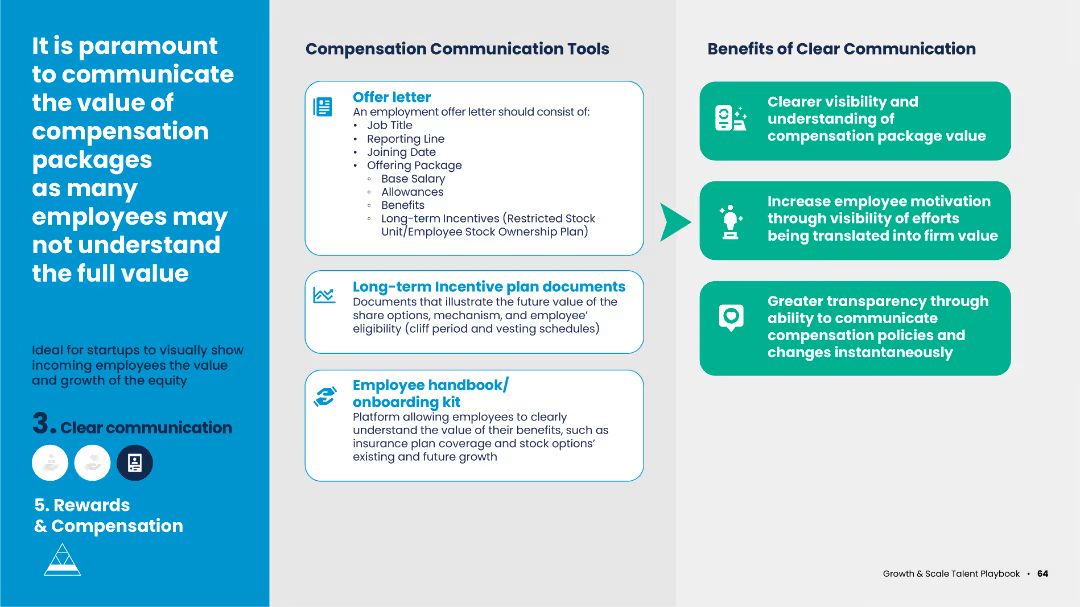 It is paramount
to communicate
the value of
compensation
packages
as many
employees may
not understand
the full value
Ideal for startups to visually show
incoming employees the value
and growth of the equity
3. Clear communication
5. Rewards
& Compensation
Compensation Communication Tools
Offer letter
An employment offer letter should consist of:
• Job Title
• Reporting Line
• Joining Date
• Offering Package
◦ Base Salary
◦ Allowances
◦ Benefits
◦ Long-term Incentives (Restricted Stock
Unit/Employee Stock Ownership Plan)
Long-term Incentive plan documents
Documents that illustrate the future value of the
share options, mechanism, and employee'
eligibility (cliff period and vesting schedules)
Employee handbook/
onboarding kit
Platform allowing employees to clearly
understand the value of their benefits, such as
insurance plan coverage and stock options'
existing and future growth
Benefits of Clear Communication
Clearer visibility and
understanding of
compensation package value
Increase employee motivation
through visibility of efforts
being translated into firm value
Greater transparency through
ability to communicate
compensation policies and
changes instantaneously
Growth & Scale Talent Playbook • 64